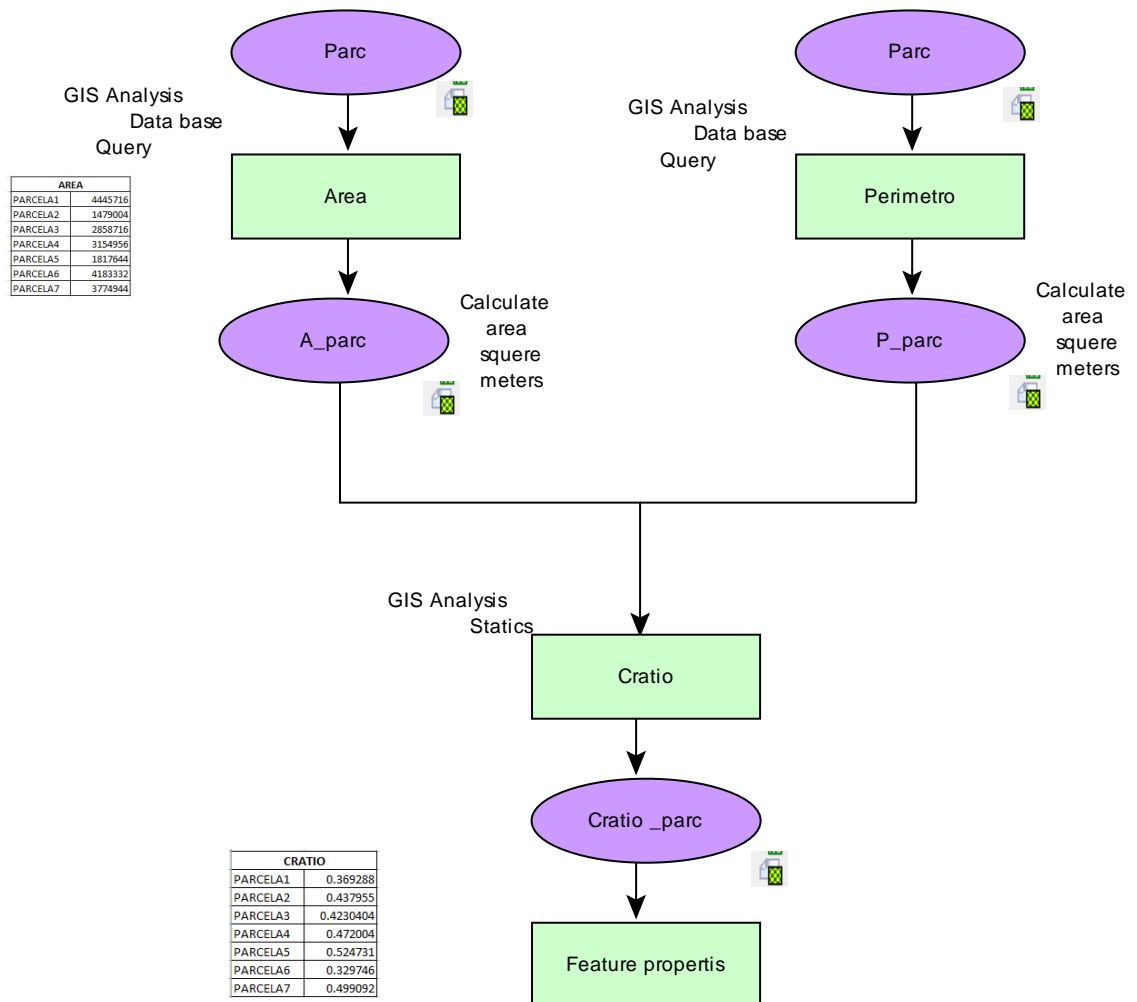 Parc
GIS Analysis
Data base
Query
Area
AREA
PARCELA1 4445716
PARCELA2 1479004
PARCELA3 2858716
PARCELA4 3154956
PARCELA5 1817644
PARCELA6 4183332
PARCELA7 3774944
A_parc
Calculate
area
squere
meters
Parc
GIS Analysis
Data base
Query
Perimetro
P_parc
Calculate
area
squere
meters
GIS Analysis
Statics
Cratio
Cratio _parc
CRATIO
PARCELA1 0.369288
PARCELA2 0.437955
PARCELA3 0.4230404
PARCELA4 0.472004
PARCELA5 0.524731
PARCELA6 0.329746
PARCELA7 0.499092
Feature propertis